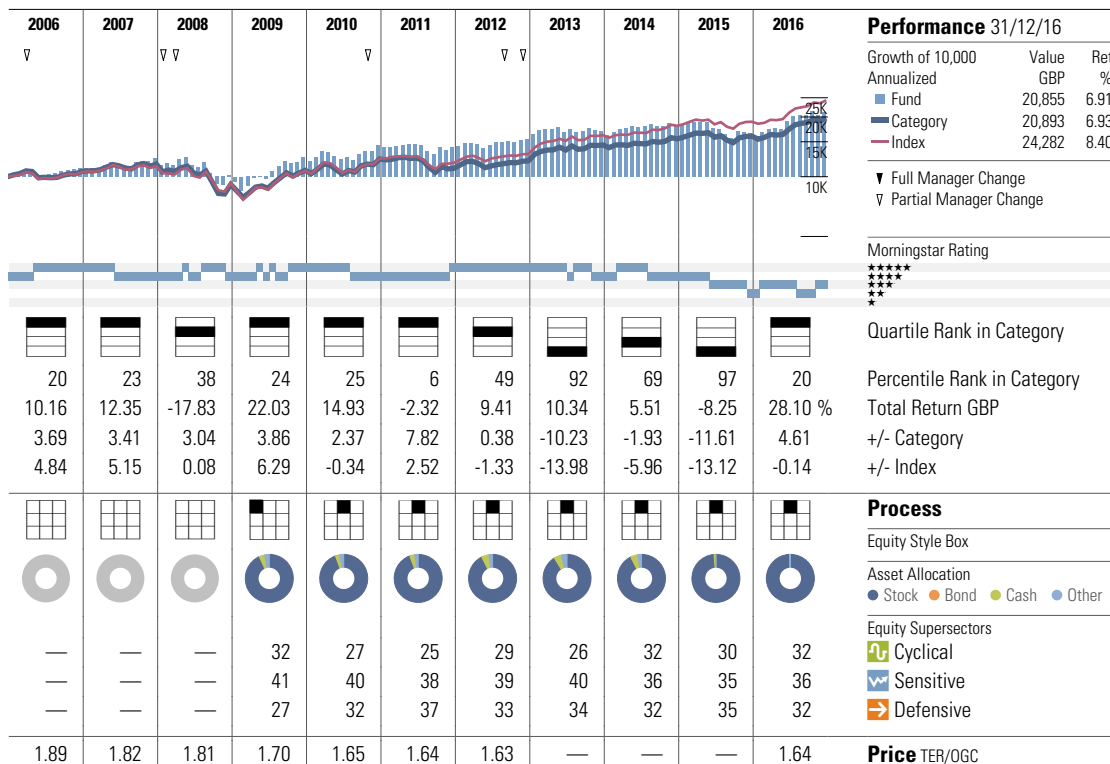 2006 2007 2008 2009 2010 2011 2012 2013 2014 2015 2016
Performance 31/12/16
Growth of 10,000 Value Ret
Annualized GBP %
Fund 20,855 6.91
Category 20,893 6.93
Index 24,282 8.40
25K
20K
15K
10K
Full Manager Change
Partial Manager Change
Morningstar Rating
★★★★★
★★★★
★★★
★★
★
Quartile Rank in Category
20 23 38 24 25 6 49 92 69 97 20 Percentile Rank in Category
10.16 12.35 -17.83 22.03 14.93 -2.32 9.41 10.34 5.51 -8.25 28.10 % Total Return GBP
3.69 3.41 3.04 3.86 2.37 7.82 0.38 -10.23 -1.93 -11.61 4.61 +/- Category
4.84 5.15 0.08 6.29 -0.34 2.52 -1.33 -13.98 -5.96 -13.12 -0.14 +/- Index
Process
Equity Style Box
Asset Allocation
Stock Bond Cash Other
Equity Supersectors
— — — 32 27 25 29 26 32 30 32 Cyclical
— — — 41 40 38 39 40 36 35 36 Sensitive
— — — 27 32 37 33 34 32 35 32 Defensive
1.89 1.82 1.81 1.70 1.65 1.64 1.63 — — — 1.64 Price TER/OGC